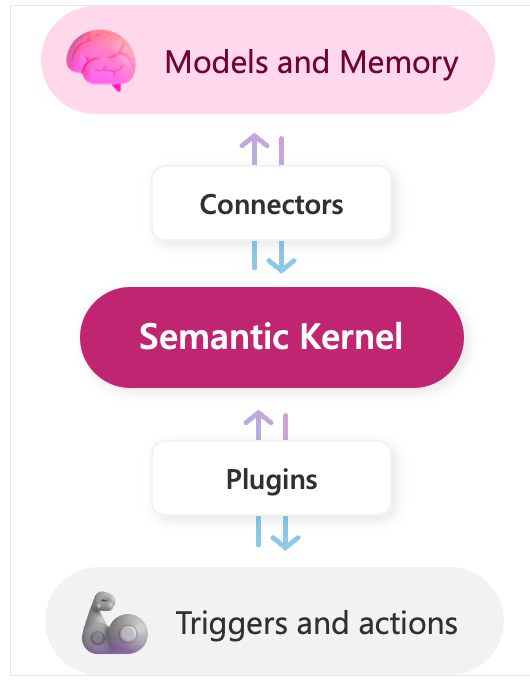 Models and Memory
Connectors
Semantic Kernel
Plugins
Triggers and actions